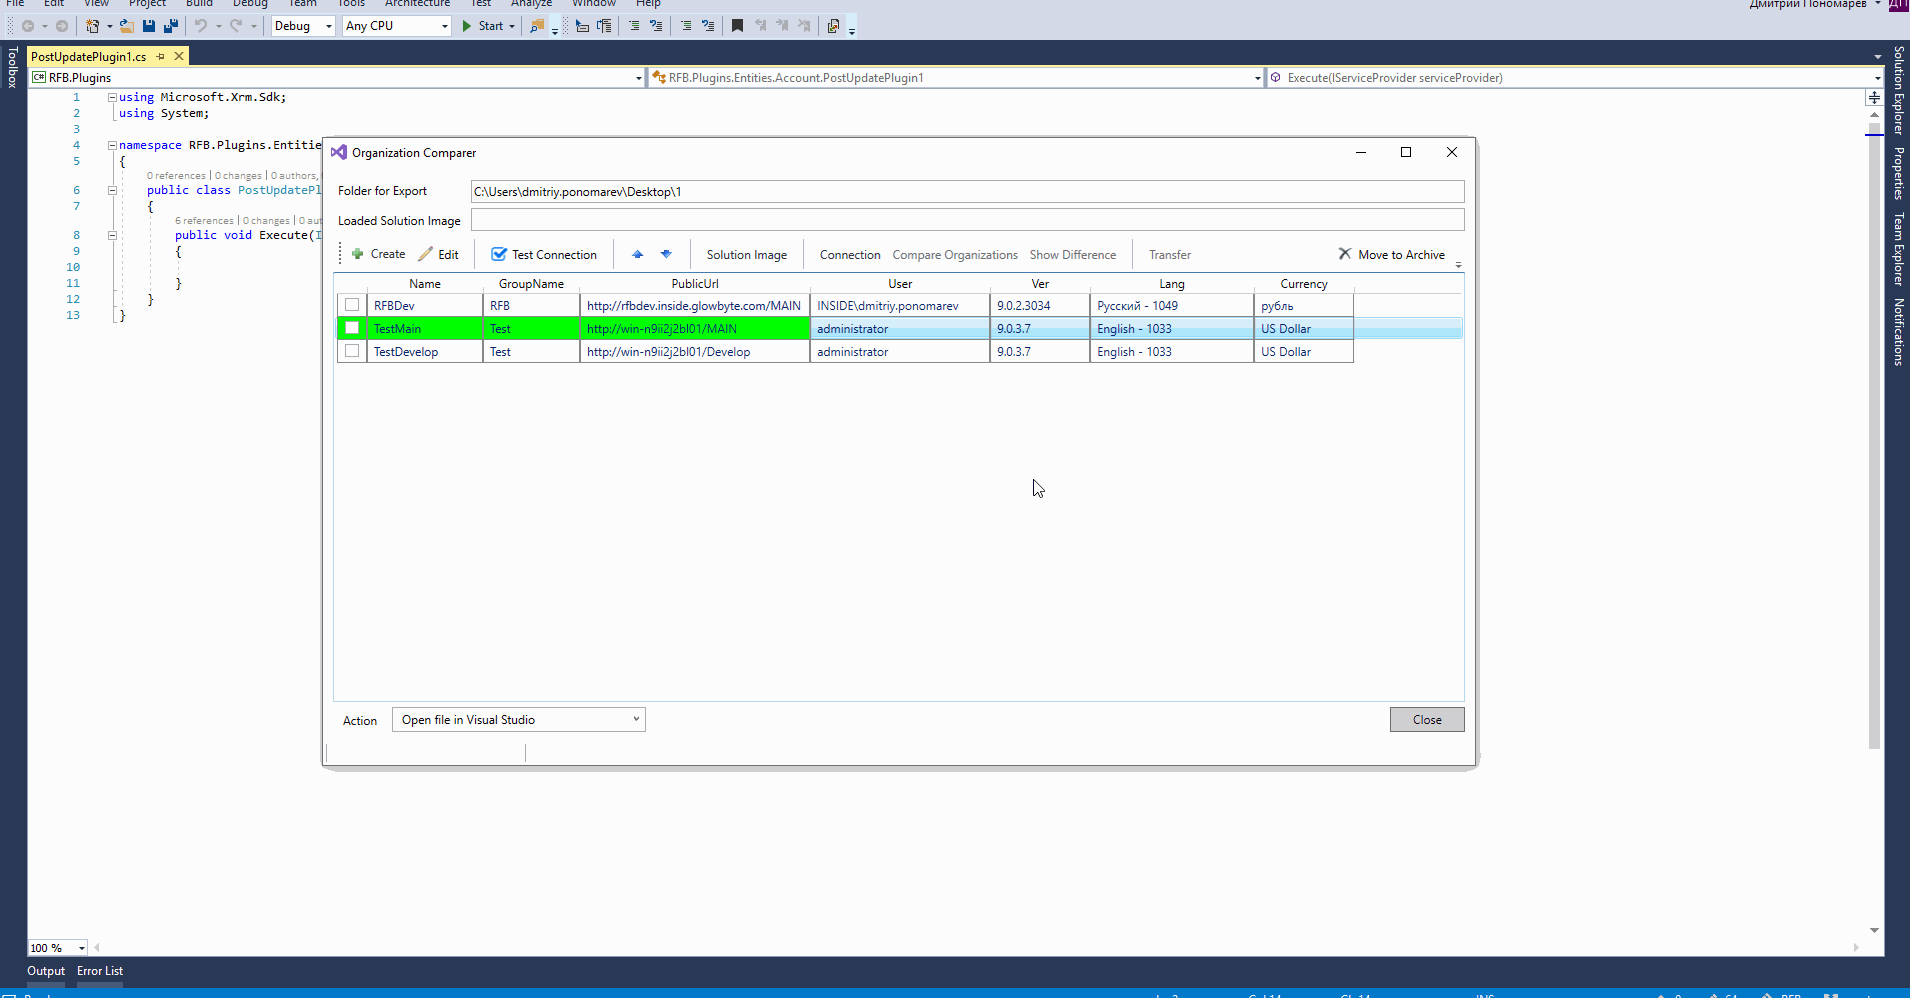 File Edit View Project Build Debug Team Tools Architecture Test Analyze Window Help Дмитрий Пономарев ДП
Debug Any CPU Start
Toolbox
PostUpdatePlugin1.cs
C# RFB.Plugins RFB.Plugins.Entities.Account.PostUpdatePlugin1 Execute(IServiceProvider serviceProvider)
1 using Microsoft.Xrm.Sdk;
2 using System;
3
4 namespace RFB.Plugins.Entitie
5 {
0 references | 0 changes | 0 authors,
6 public class PostUpdatePl
7 {
6 references | 0 changes | 0 aut
8 public void Execute(I
9 {
10
11 }
12 }
13 }
Organization Comparer
Folder for Export C:\Users\dmitriy.ponomarev\Desktop\1
Loaded Solution Image
Create Edit Test Connection Solution Image Connection Compare Organizations Show Difference Transfer Move to Archive
Name GroupName PublicUrl User Ver Lang Currency
RFBDev RFB http://rfbdev.inside.glowbyte.com/MAIN INSIDE\dmitriy.ponomarev 9.0.2.3034 Русский - 1049 рубль
TestMain Test http://win-n9ii2j2bl01/MAIN administrator 9.0.3.7 English - 1033 US Dollar
TestDevelop Test http://win-n9ii2j2bl01/Develop administrator 9.0.3.7 English - 1033 US Dollar
Action Open file in Visual Studio Close
Solution Explorer
Properties
Team Explorer
Notifications
100 %
Output Error List